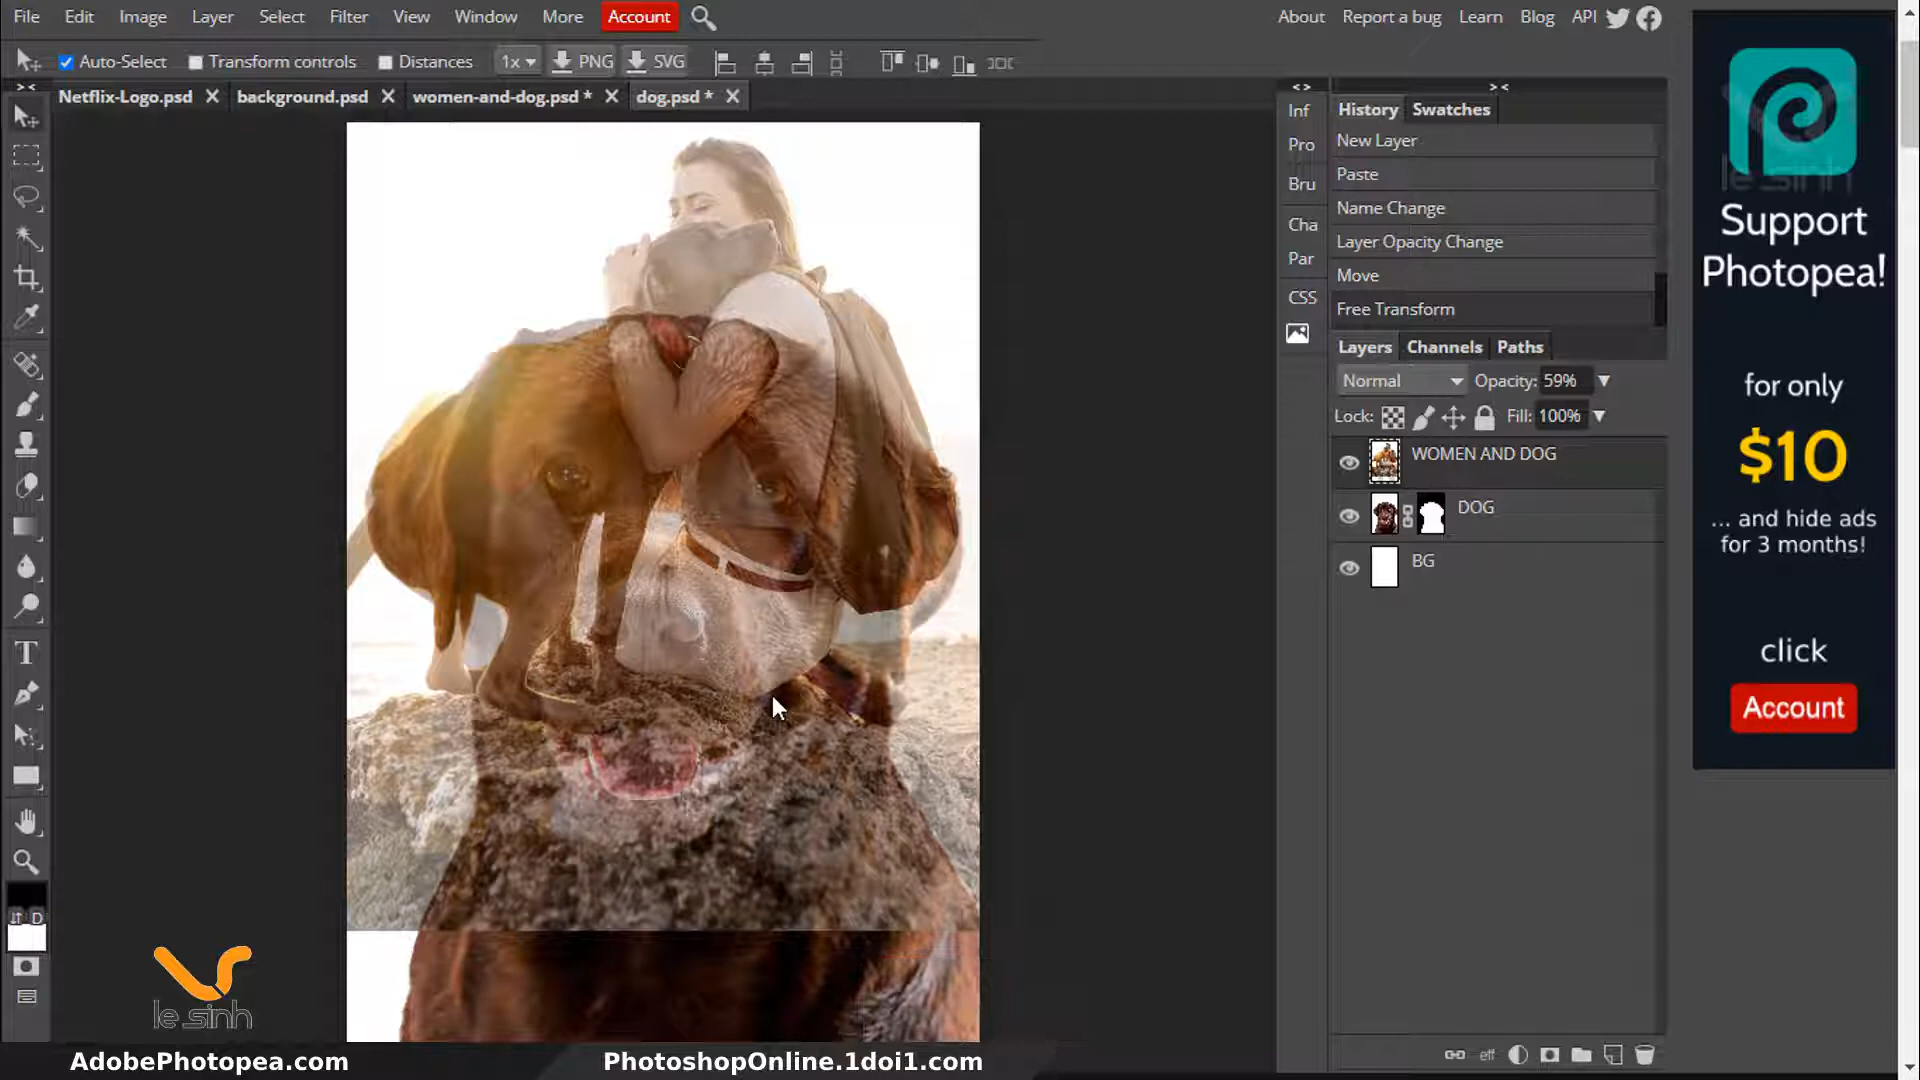 File Edit Image Layer Select Filter View Window More Account
About Report a bug Learn Blog API
Auto-Select Transform controls Distances 1x PNG SVG
Netflix-Logo.psd background.psd women-and-dog.psd * dog.psd *
Inf
Pro
Bru
Cha
Par
CSS
History Swatches
New Layer
Paste
Name Change
Layer Opacity Change
Move
Free Transform
Layers Channels Paths
Normal Opacity: 59%
Lock: Fill: 100%
WOMEN AND DOG
DOG
BG
eff
T
D
le sinh
Support
Photopea!
for only
$10
... and hide ads
for 3 months!
click
Account
le sinh
AdobePhotopea.com
PhotoshopOnline.1doi1.com